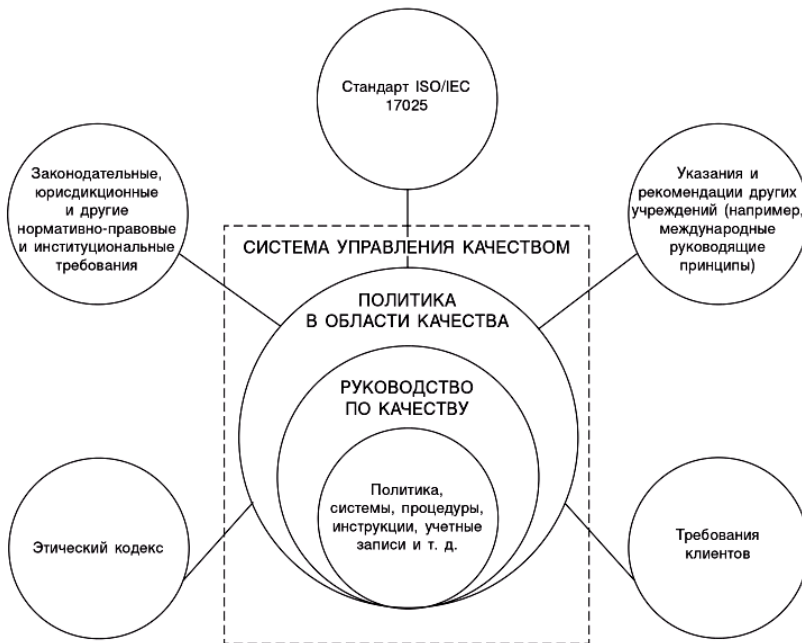 Стандарт ISO/IEC
17025
Законодательные,
юрисдикционные
и другие
нормативно-правовые
и институциональные
требования
Указания и
рекомендации других
учреждений (например,
международные
руководящие
принципы)
СИСТЕМА УПРАВЛЕНИЯ КАЧЕСТВОМ
ПОЛИТИКА
В ОБЛАСТИ КАЧЕСТВА
РУКОВОДСТВО
ПО КАЧЕСТВУ
Политика,
системы, процедуры,
инструкции, учетные
записи и т. д.
Этический кодекс
Требования
клиентов